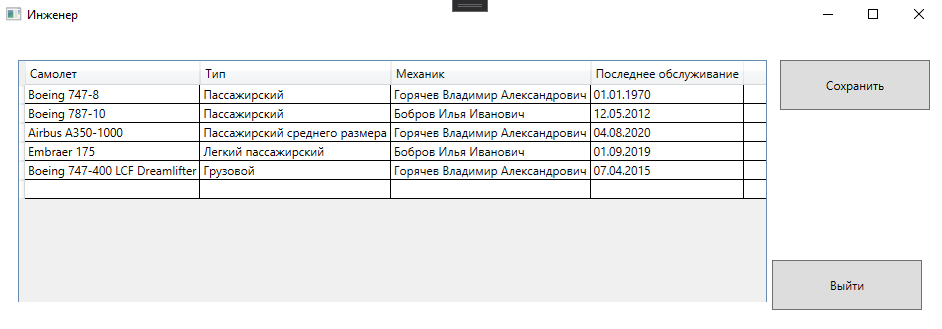 Инженер
Самолет Тип Механик Последнее обслуживание
Boeing 747-8 Пассажирский Горячев Владимир Александрович 01.01.1970
Boeing 787-10 Пассажирский Бобров Илья Иванович 12.05.2012
Airbus A350-1000 Пассажирский среднего размера Горячев Владимир Александрович 04.08.2020
Embraer 175 Легкий пассажирский Бобров Илья Иванович 01.09.2019
Boeing 747-400 LCF Dreamlifter Грузовой Горячев Владимир Александрович 07.04.2015
Сохранить
Выйти